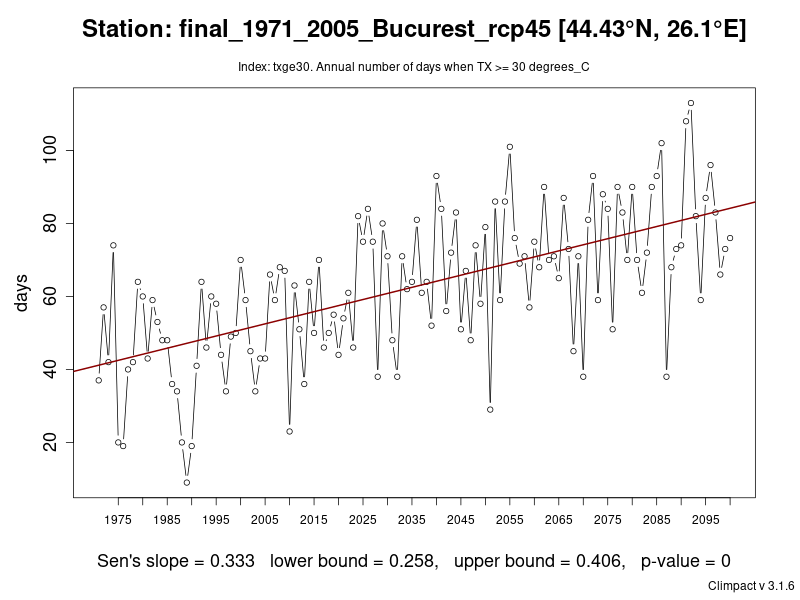 Station: final_1971_2005_Bucurest_rcp45 [44.43°N, 26.1°E]
Index: txge30. Annual number of days when TX >= 30 degrees_C
days
100
80
60
40
20
1975 1985 1995 2005 2015 2025 2035 2045 2055 2065 2075 2085 2095
Sen's slope = 0.333 lower bound = 0.258, upper bound = 0.406, p-value = 0
Climpact v 3.1.6